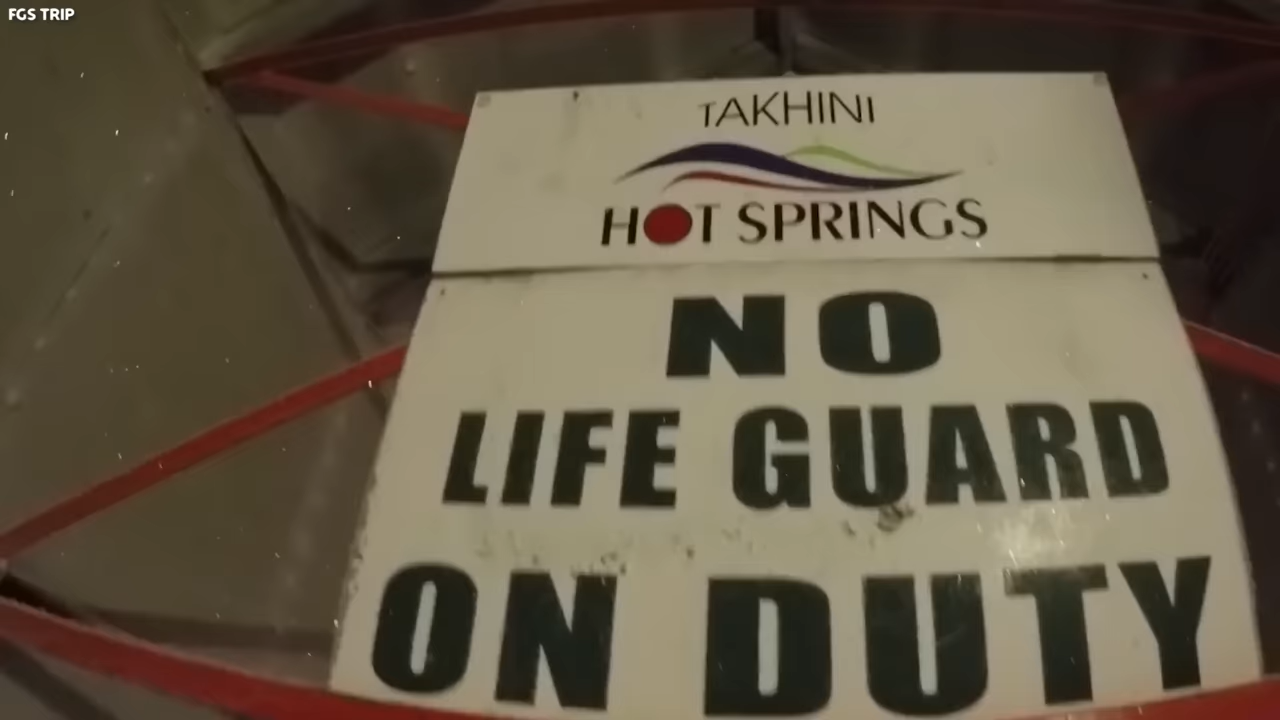 FGS TRIP
TAKHINI
HOT SPRINGS
NO
LIFE GUARD
ON DUTY